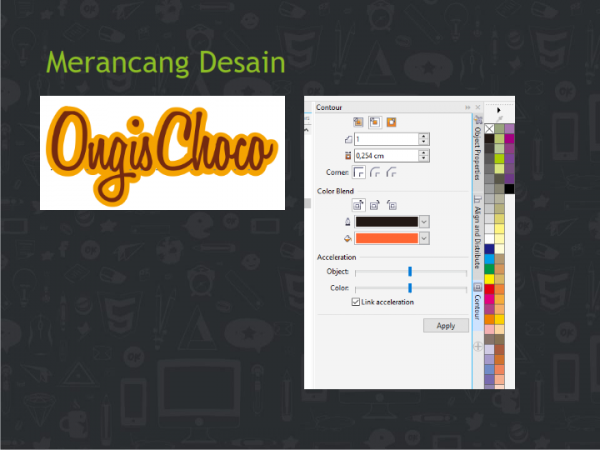 Merancang Desain
OngisChoco
Contour
1
0,254 cm
Corner:
Color Blend
Acceleration
Object:
Color:
Link acceleration
Apply
Object Properties
Align and Distribute
Contour